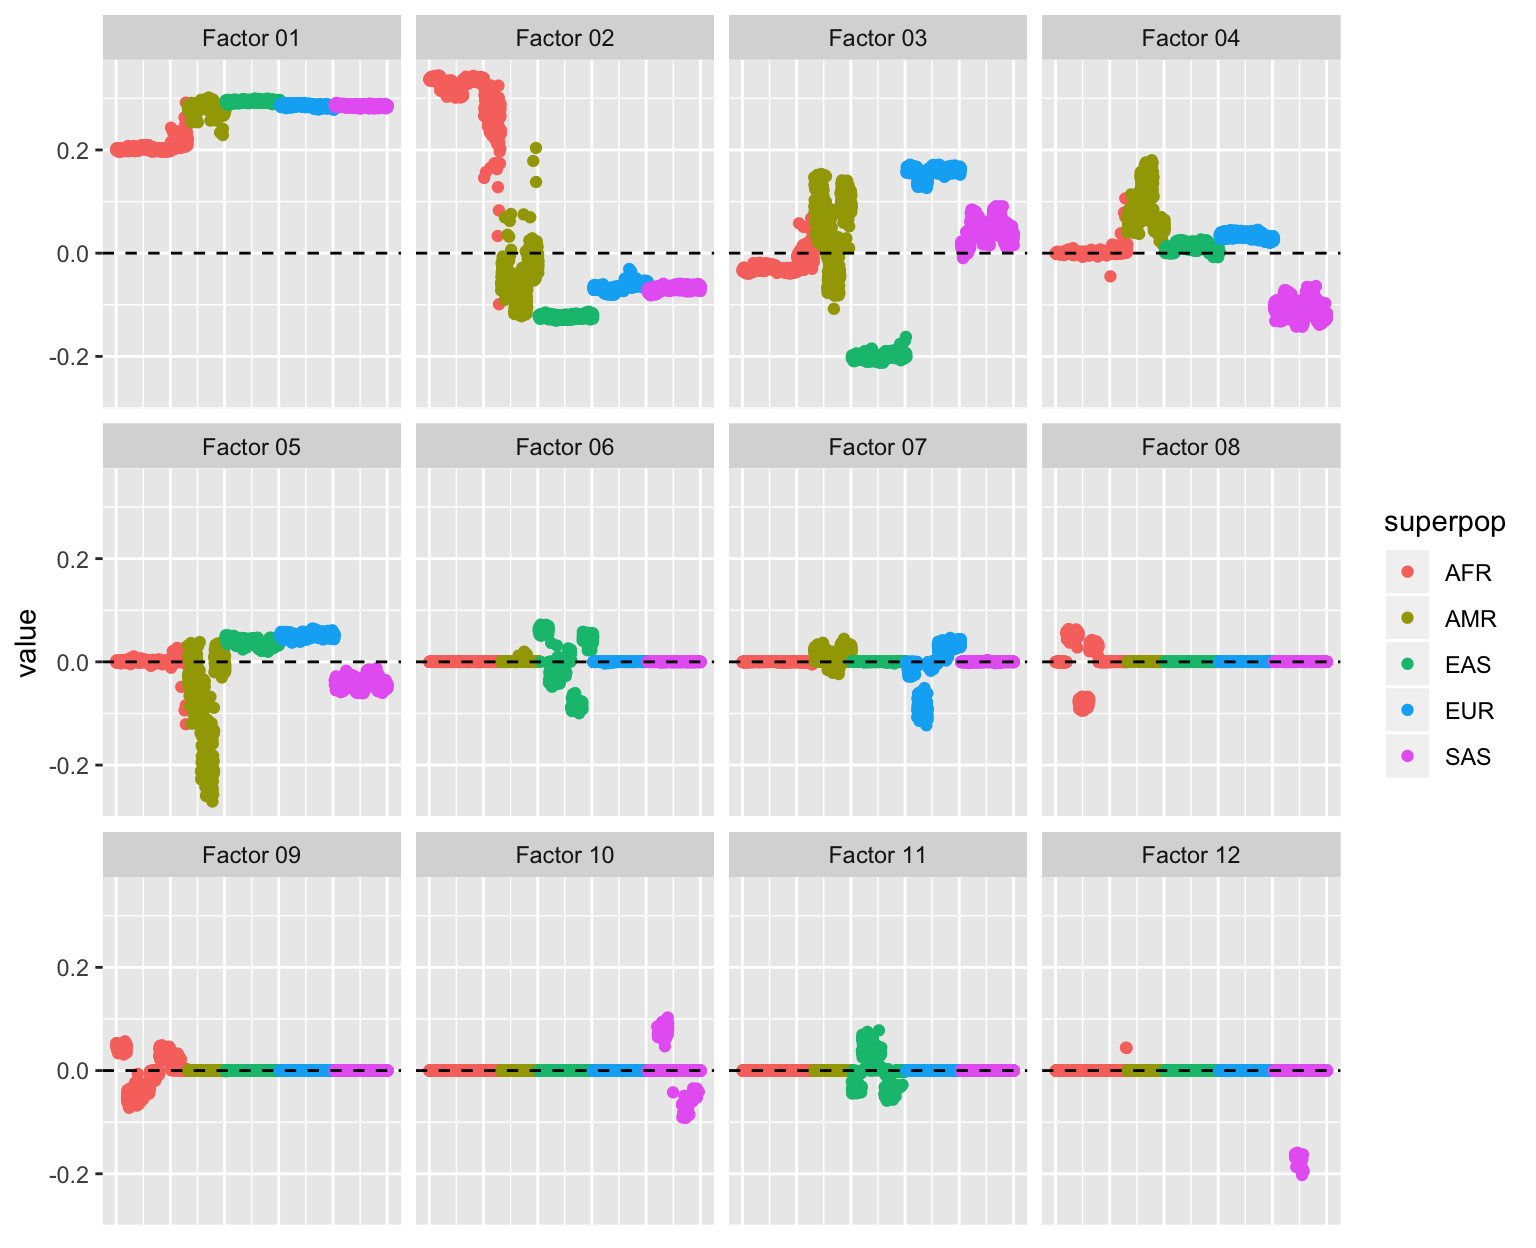 Factor 01
Factor 02
Factor 03
Factor 04
0.2
0.0
-0.2
Factor 05
Factor 06
Factor 07
Factor 08
0.2
0.0
-0.2
Factor 09
Factor 10
Factor 11
Factor 12
0.2
0.0
-0.2
value
superpop
AFR
AMR
EAS
EUR
SAS